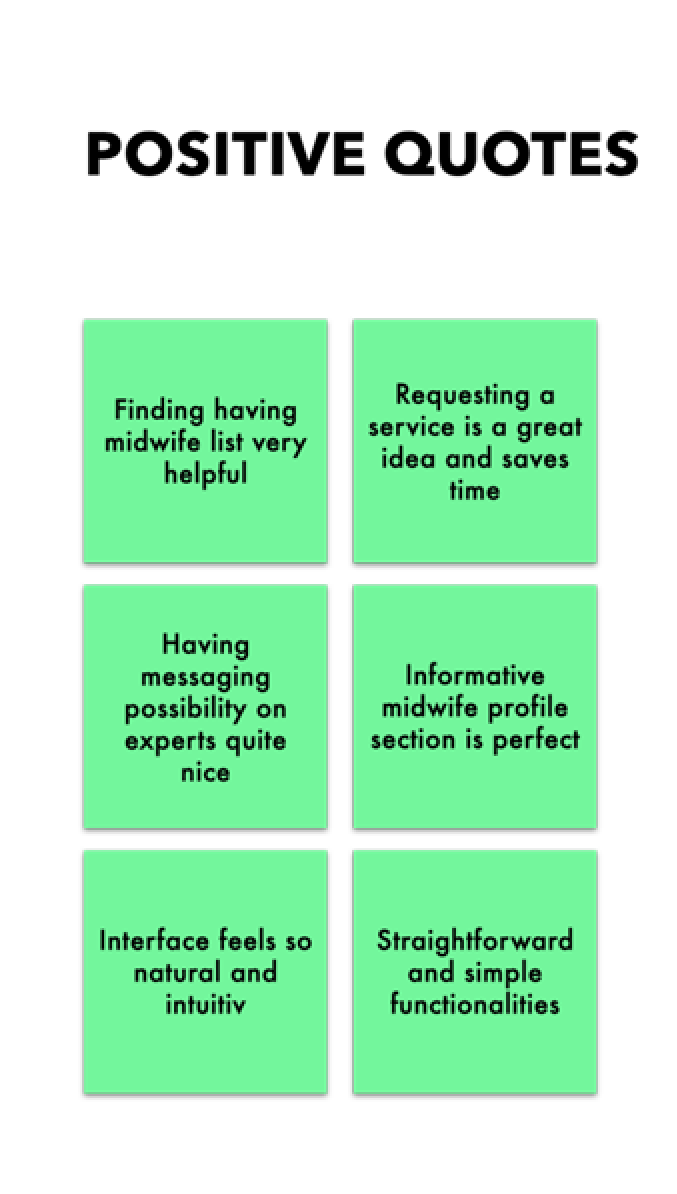 POSITIVE QUOTES
Finding having
midwife list very
helpful
Requesting a
service is a great
idea and saves
time
Having
messaging
possibility on
experts quite
nice
Informative
midwife profile
section is perfect
Interface feels so
natural and
intuitiv
Straightforward
and simple
functionalities